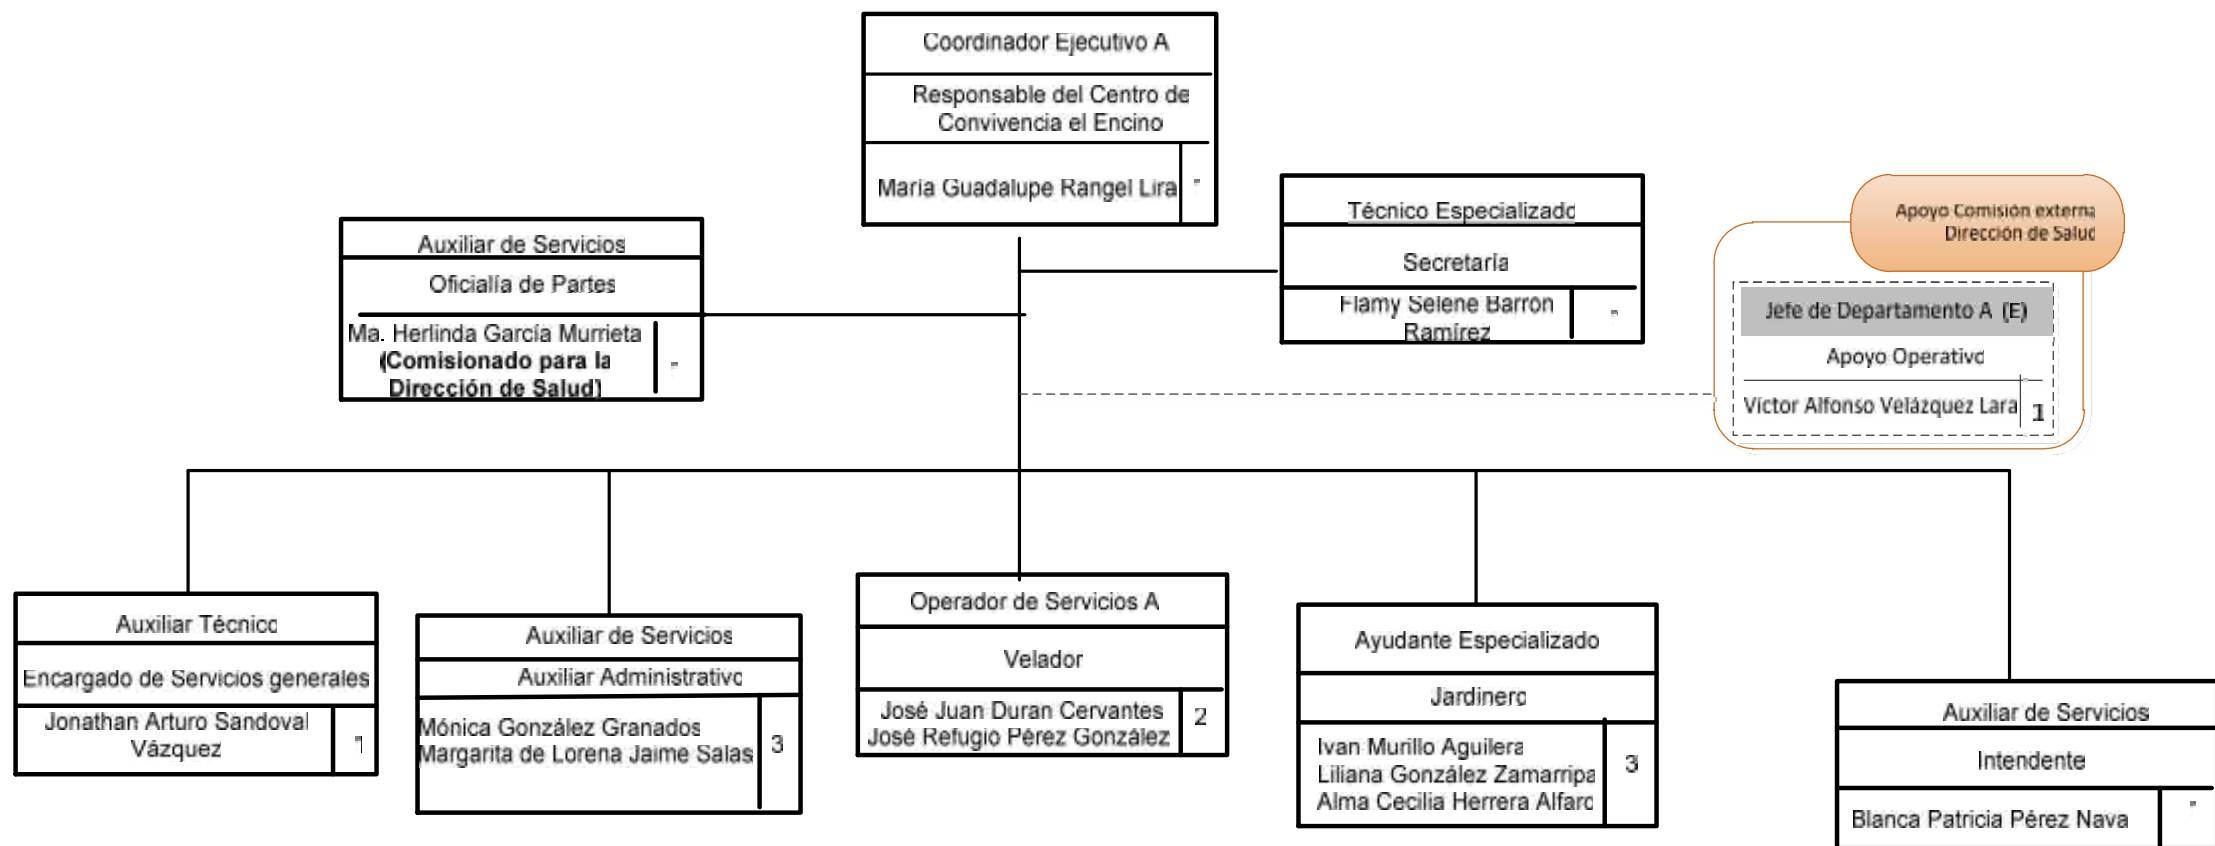 Coordinador Ejecutivo A
Responsable del Centro de
Convivencia el Encino
María Guadalupe Rangel Lira
Técnico Especializado
Secretaría
Flamy Selene Barrón
Ramírez
Apoyo Comisión externa
Dirección de Salud
Jefe de Departamento A (E)
Apoyo Operativo
Víctor Alfonso Velázquez Lara
1
Auxiliar de Servicios
Oficialía de Partes
Ma. Herlinda García Murrieta
(Comisionado para la
Dirección de Salud)
Auxiliar Técnico
Encargado de Servicios generales
Jonathan Arturo Sandoval
Vázquez
1
Auxiliar de Servicios
Auxiliar Administrativo
Mónica González Granados
Margarita de Lorena Jaime Salas
3
Operador de Servicios A
Velador
José Juan Duran Cervantes
José Refugio Pérez González
2
Ayudante Especializado
Jardinero
Ivan Murillo Aguilera
Liliana González Zamarripa
Alma Cecilia Herrera Alfaro
3
Auxiliar de Servicios
Intendente
Blanca Patricia Pérez Nava